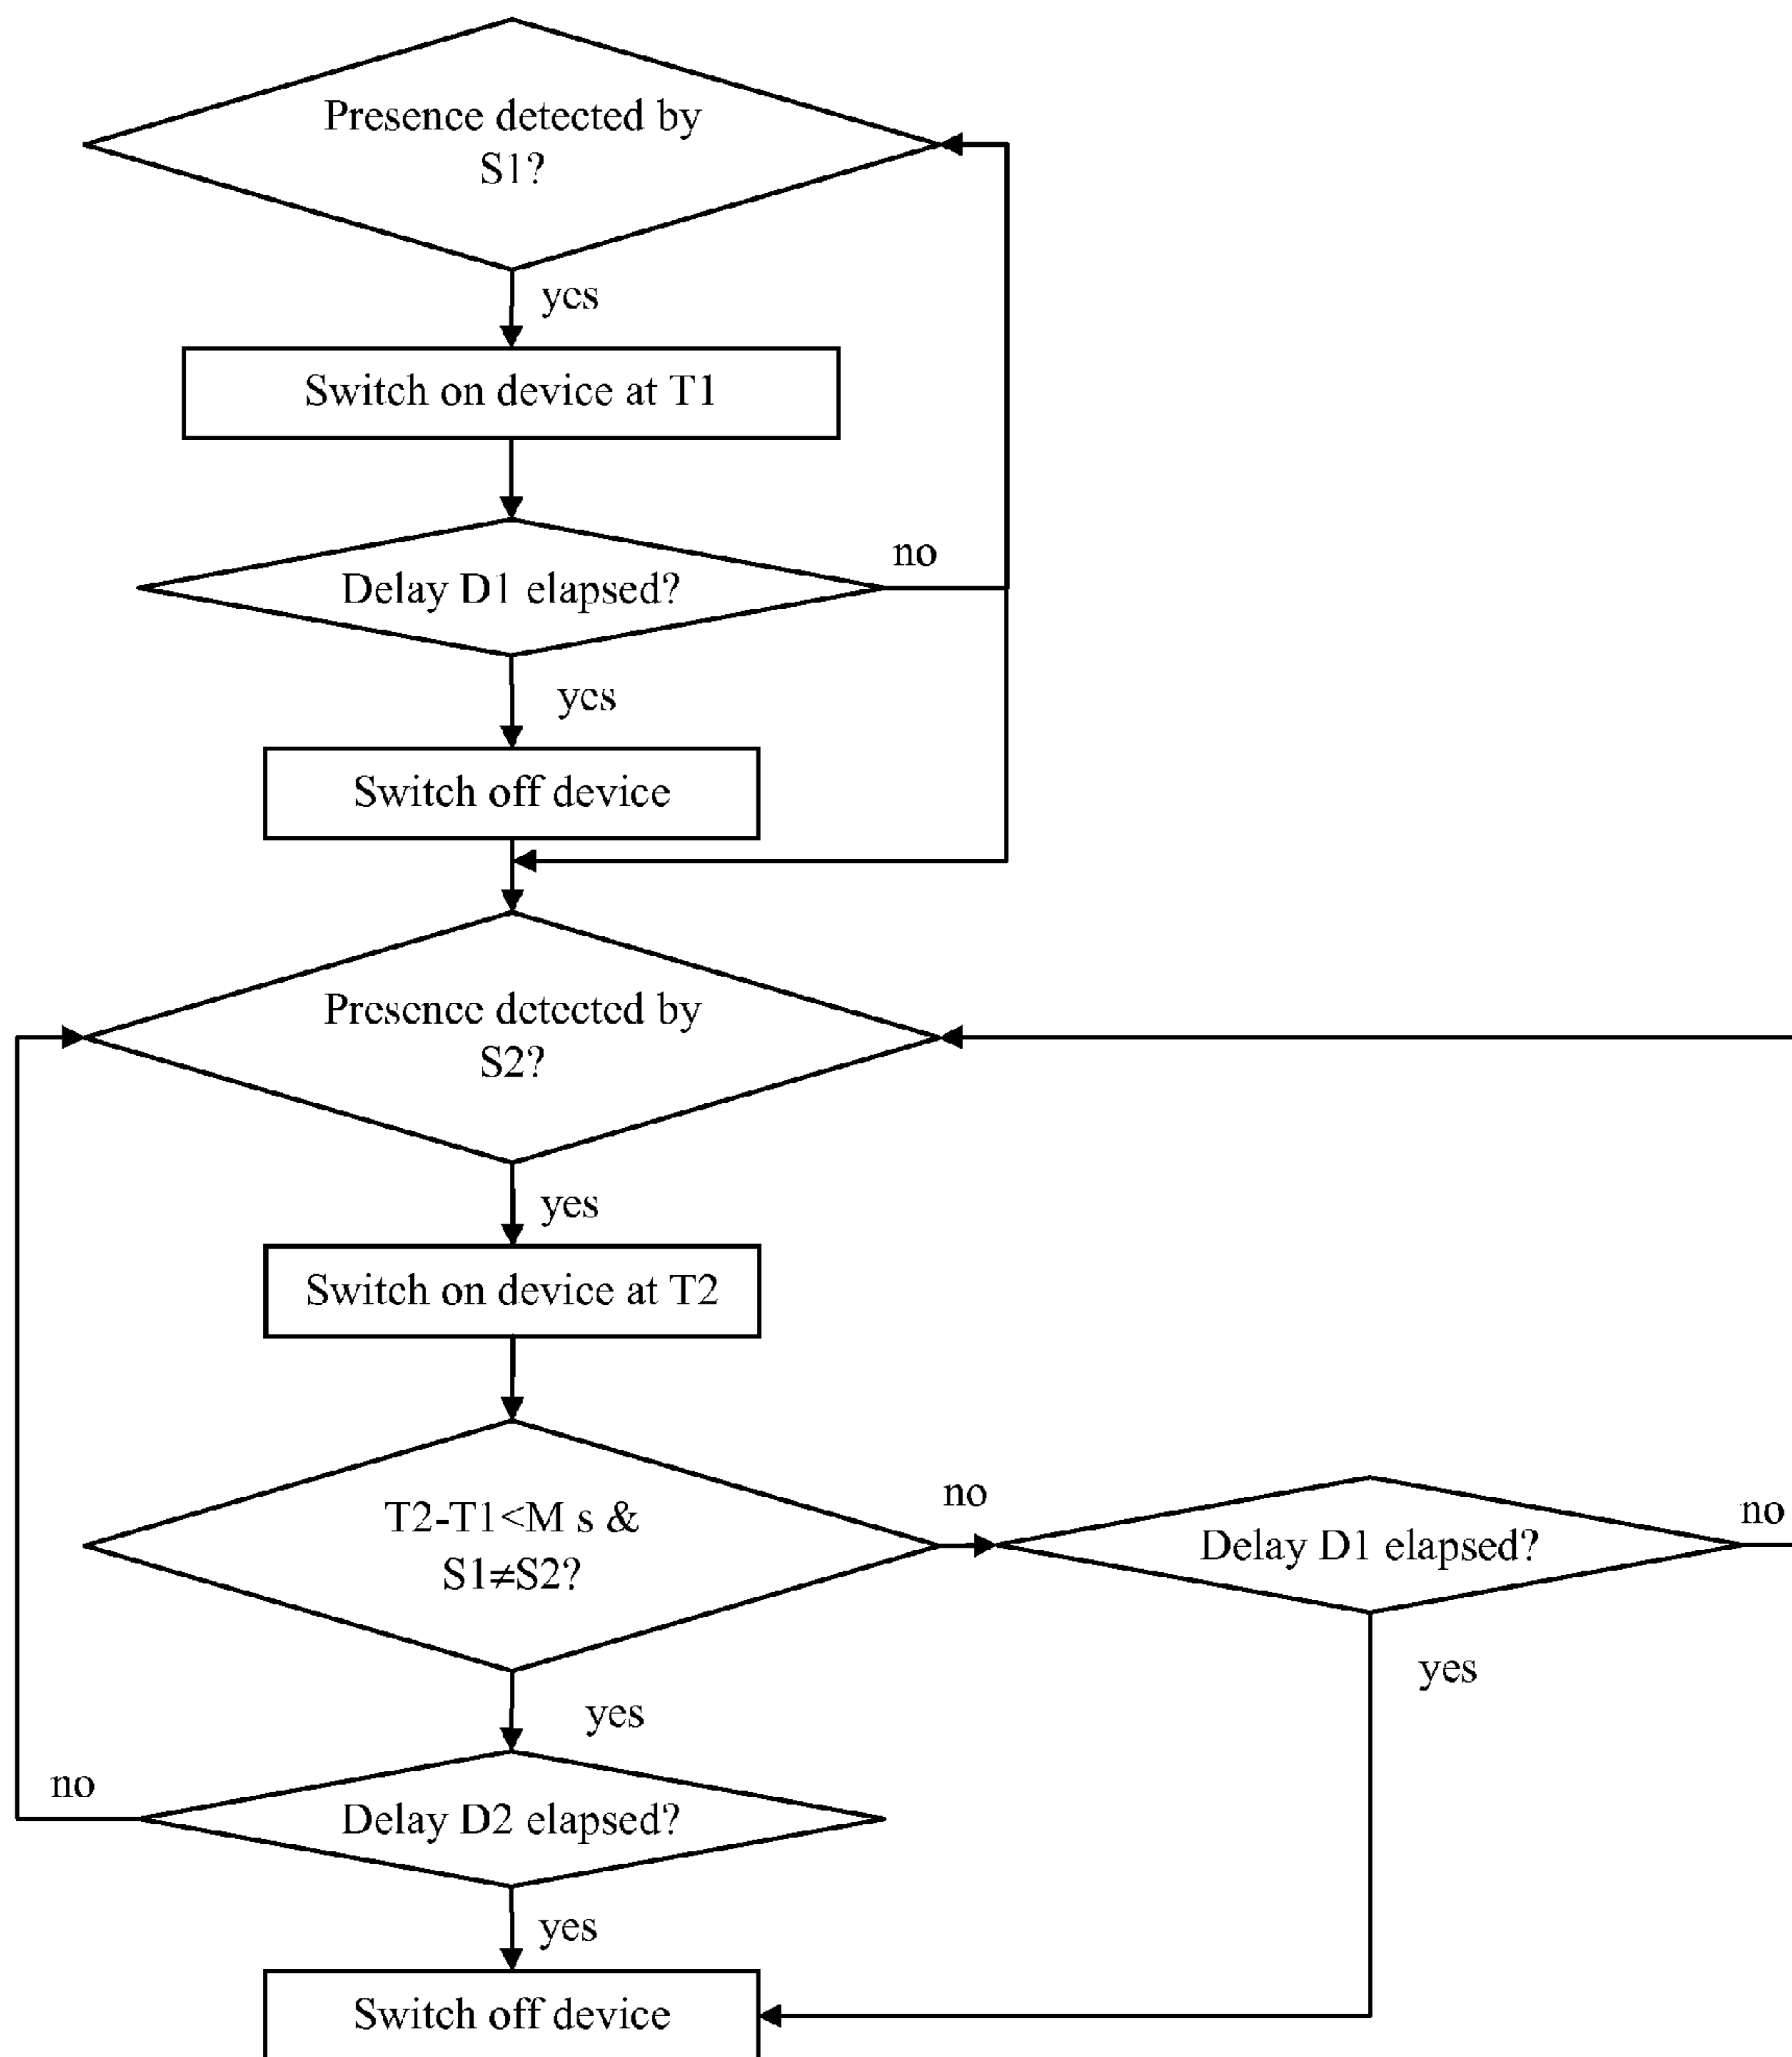 Presence detected by
S1?
yes
Switch on device at T1
no
Delay D1 elapsed?
yes
Switch off device
Presence detected by
S2?
yes
Switch on device at T2
T2-T1<M s &
S1≠S2?
no
Delay D1 elapsed?
no
yes
yes
no
Delay D2 elapsed?
yes
Switch off device